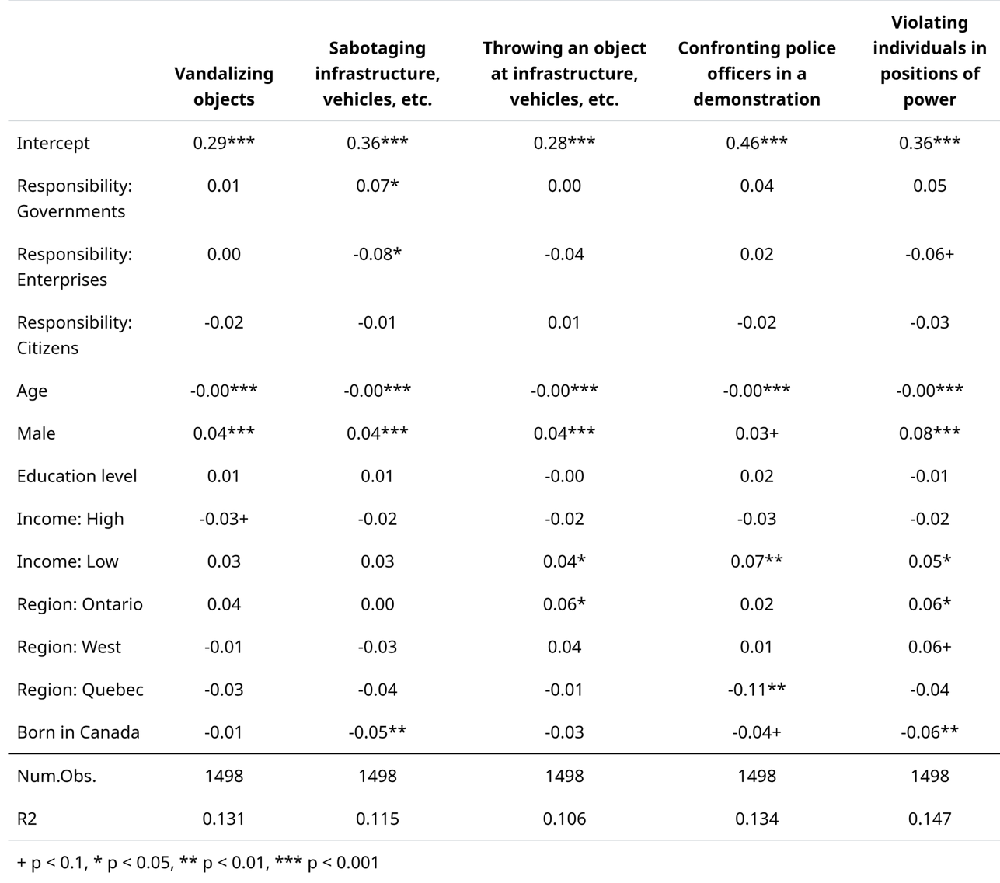 Vandalizing objects | Sabotaging infrastructure, vehicles, etc. | Throwing an object at infrastructure, vehicles, etc. | Confronting police officers in a demonstration | Violating individuals in positions of power
Intercept 0.29*** 0.36*** 0.28*** 0.46*** 0.36***
Responsibility: Governments 0.01 0.07* 0.00 0.04 0.05
Responsibility: Enterprises 0.00 -0.08* -0.04 0.02 -0.06+
Responsibility: Citizens -0.02 -0.01 0.01 -0.02 -0.03
Age -0.00*** -0.00*** -0.00*** -0.00*** -0.00***
Male 0.04*** 0.04*** 0.04*** 0.03+ 0.08***
Education level 0.01 0.01 -0.00 0.02 -0.01
Income: High -0.03+ -0.02 -0.02 -0.03 -0.02
Income: Low 0.03 0.03 0.04* 0.07** 0.05*
Region: Ontario 0.04 0.00 0.06* 0.02 0.06*
Region: West -0.01 -0.03 0.04 0.01 0.06+
Region: Quebec -0.03 -0.04 -0.01 -0.11** -0.04
Born in Canada -0.01 -0.05** -0.03 -0.04+ -0.06**
Num.Obs. 1498 1498 1498 1498 1498
R2 0.131 0.115 0.106 0.134 0.147
+ p < 0.1, * p < 0.05, ** p < 0.01, *** p < 0.001